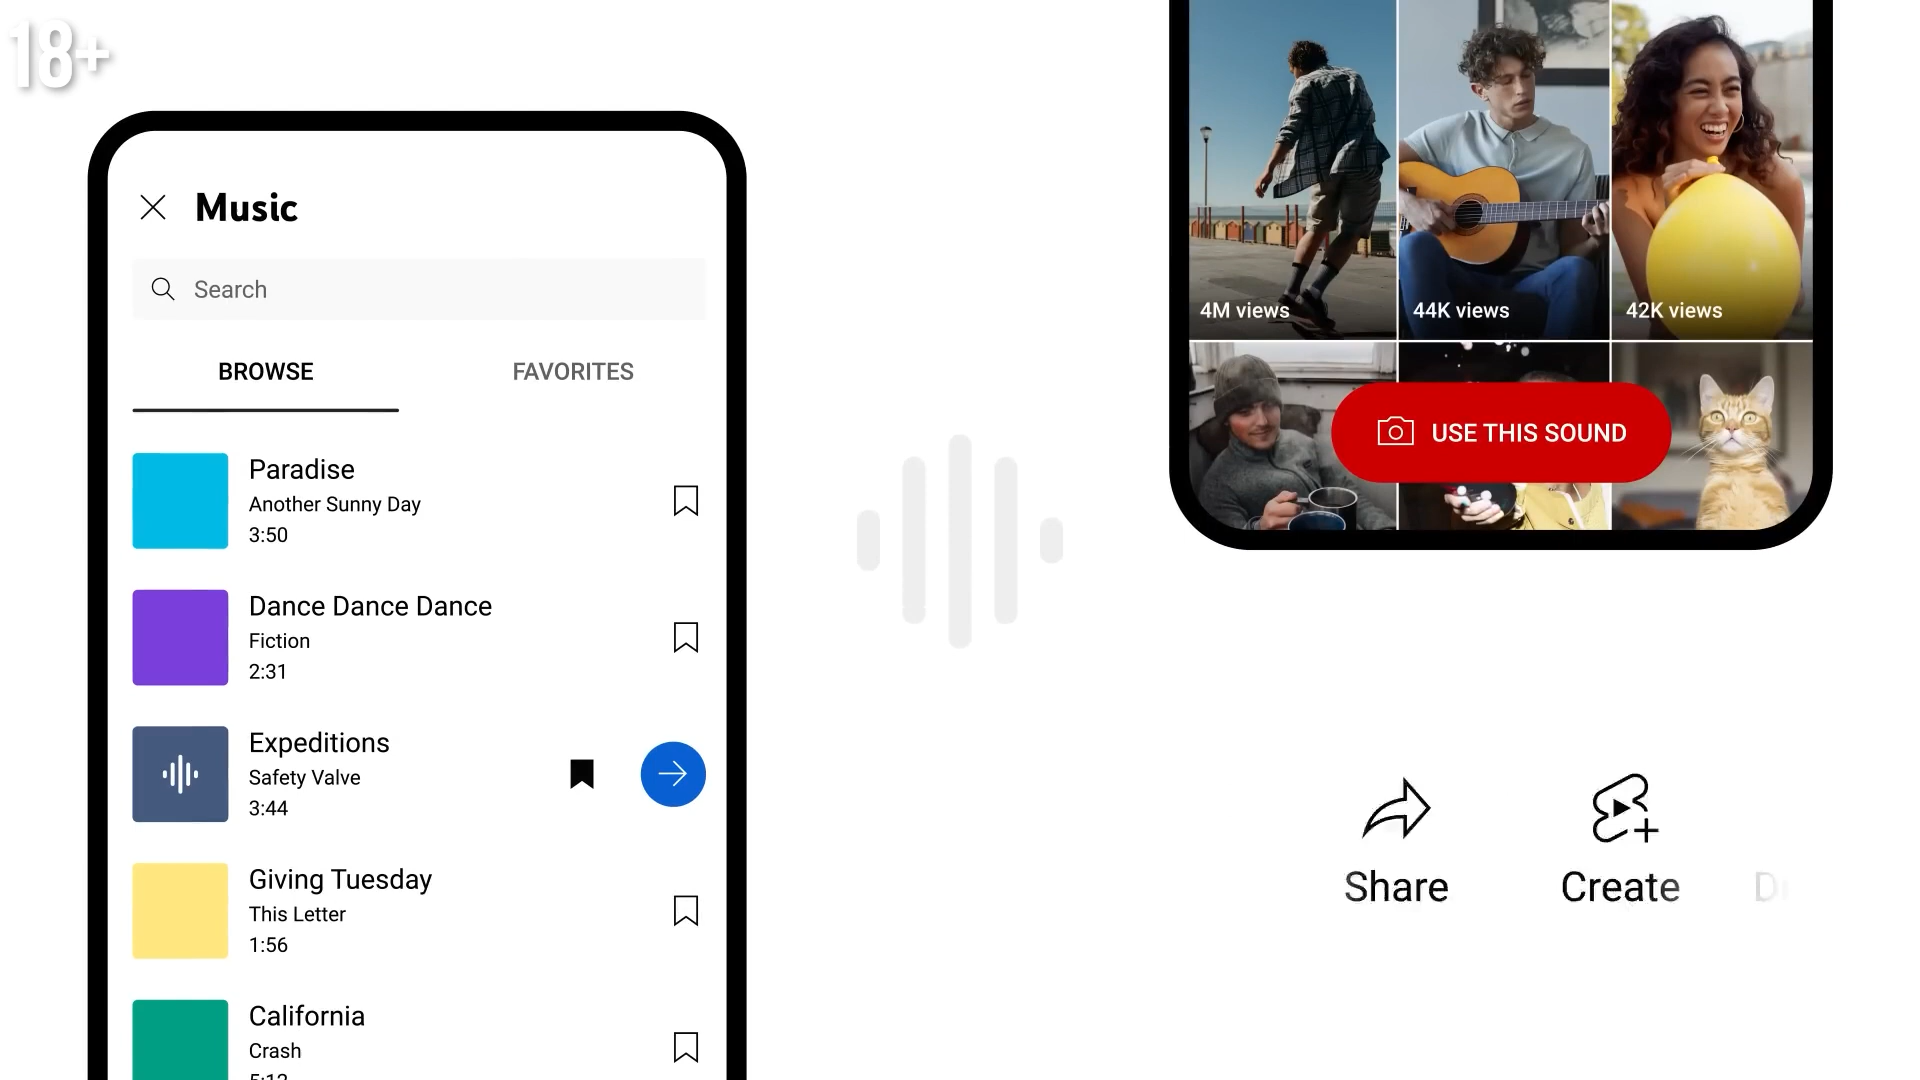 18+
Music
Search
BROWSE
FAVORITES
Paradise
Another Sunny Day
3:50
Dance Dance Dance
Fiction
2:31
Expeditions
Safety Valve
3:44
Giving Tuesday
This Letter
1:56
California
Crash
4M views
44K views
42K views
USE THIS SOUND
Share
Create